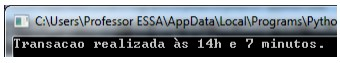 C:\Users\Professor ESSA\AppData\Local\Programs\Pytho
Transacao realizada às 14h e 7 minutos.